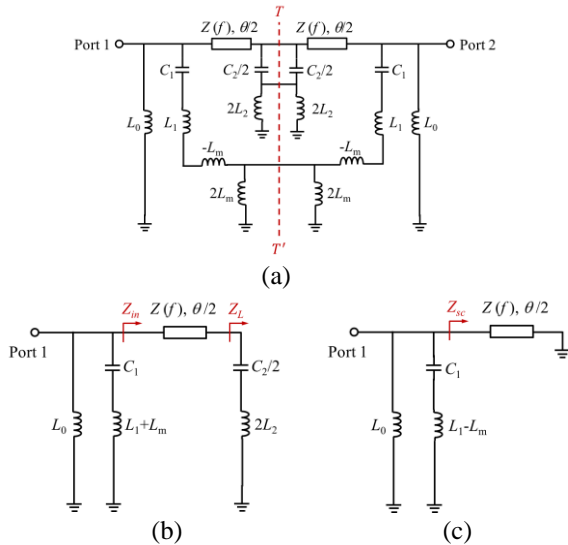 Z(f), θ/2 T Z(f), θ/2
Port 1 Port 2
C1 C2/2 C2/2 C1
L0 L1 2L2 2L2 L1 L0
-Lm -Lm
2Lm 2Lm
T'
(a)
Zin Z(f), θ/2 ZL
Port 1
C1 C2/2
L0 L1+Lm 2L2
(b)
Zsc Z(f), θ/2
Port 1
C1
L0 L1-Lm
(c)